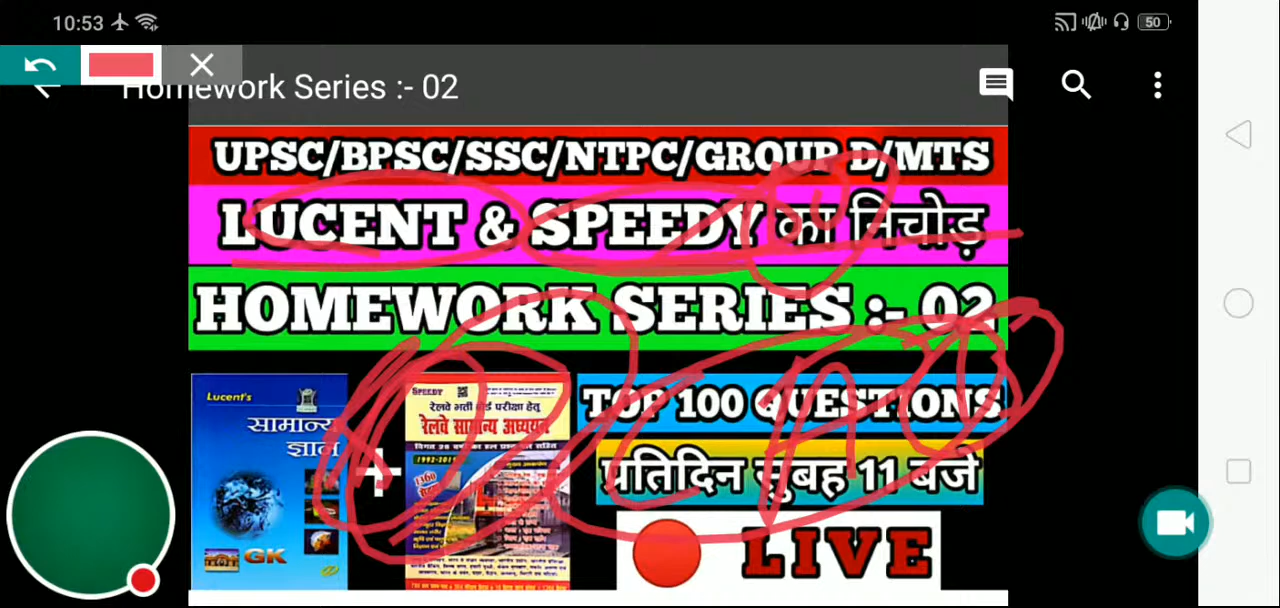 10:53
50
Homework Series :- 02
UPSC/BPSC/SSC/NTPC/GROUP D/MTS
LUCENT & SPEEDY का निचोड़
HOMEWORK SERIES :- 02
Lucent's
सामान्य
ज्ञान
GK
SPEEDY
रेलवे भर्ती बोर्ड परीक्षा हेतु
रेलवे सामान्य अध्ययन
TOP 100 QUESTIONS
प्रतिदिन सुबह 11 बजे
LIVE